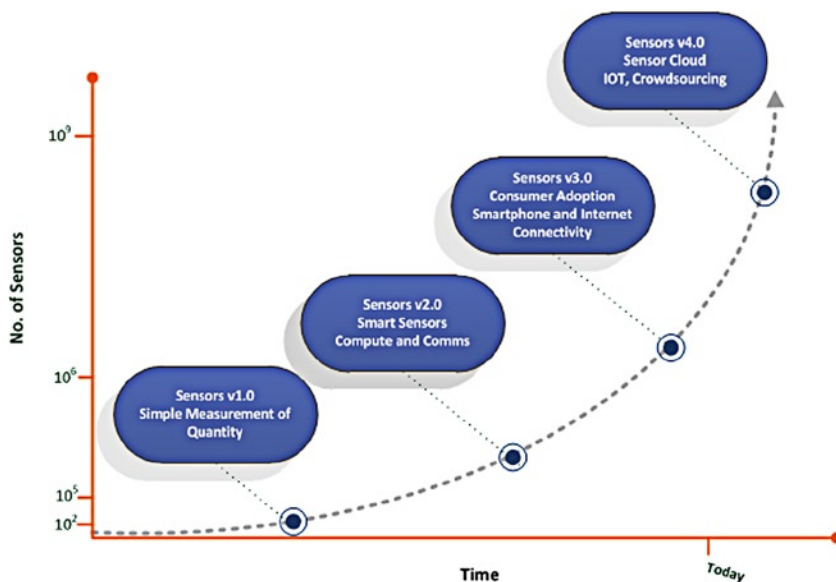 Sensors v4.0
Sensor Cloud
IOT, Crowdsourcing
10⁹
Sensors v3.0
Consumer Adoption
Smartphone and Internet
Connectivity
No. of Sensors
Sensors v2.0
Smart Sensors
Compute and Comms
10⁶
Sensors v1.0
Simple Measurement of
Quantity
10⁵
10²
Time
Today